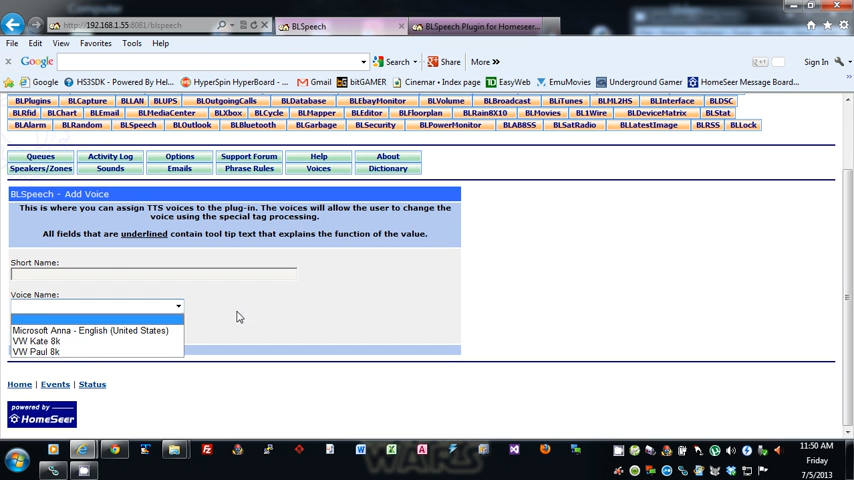 http://192.168.1.55:8081/blspeech
BLSpeech
BLSpeech Plugin for Homeseer...
File Edit View Favorites Tools Help
Google Search Share More »
Sign In
Google HS3SDK - Powered By Hel... HyperSpin HyperBoard - ... Gmail bitGAMER Cinemar • Index page EasyWeb EmuMovies Underground Gamer HomeSeer Message Board...
BLPlugins BLCapture BLLAN BLUPS BLOutgoingCalls BLDatabase BLEbayMonitor BLVolume BLBroadcast BLiTunes BLML2HS BLInterface BLDSC
BLRfid BLChart BLEmail BLMediaCenter BLXbox BLCycle BLMapper BLEditor BLFloorplan BLRain8X10 BLMovies BL1Wire BLDeviceMatrix BLStat
BLAlarm BLRandom BLSpeech BLOutlook BLBluetooth BLGarbage BLSecurity BLPowerMonitor BLAB8SS BLSatRadio BLLatestImage BLRSS BLLock
Queues Activity Log Options Support Forum Help About
Speakers/Zones Sounds Emails Phrase Rules Voices Dictionary
BLSpeech - Add Voice
This is where you can assign TTS voices to the plug-in. The voices will allow the user to change the
voice using the special tag processing.
All fields that are underlined contain tool tip text that explains the function of the value.
Short Name:
Voice Name:
Microsoft Anna - English (United States)
VW Kate 8k
VW Paul 8k
Home Events Status
powered by
HomeSeer
WARS
11:50 AM
Friday
7/5/2013